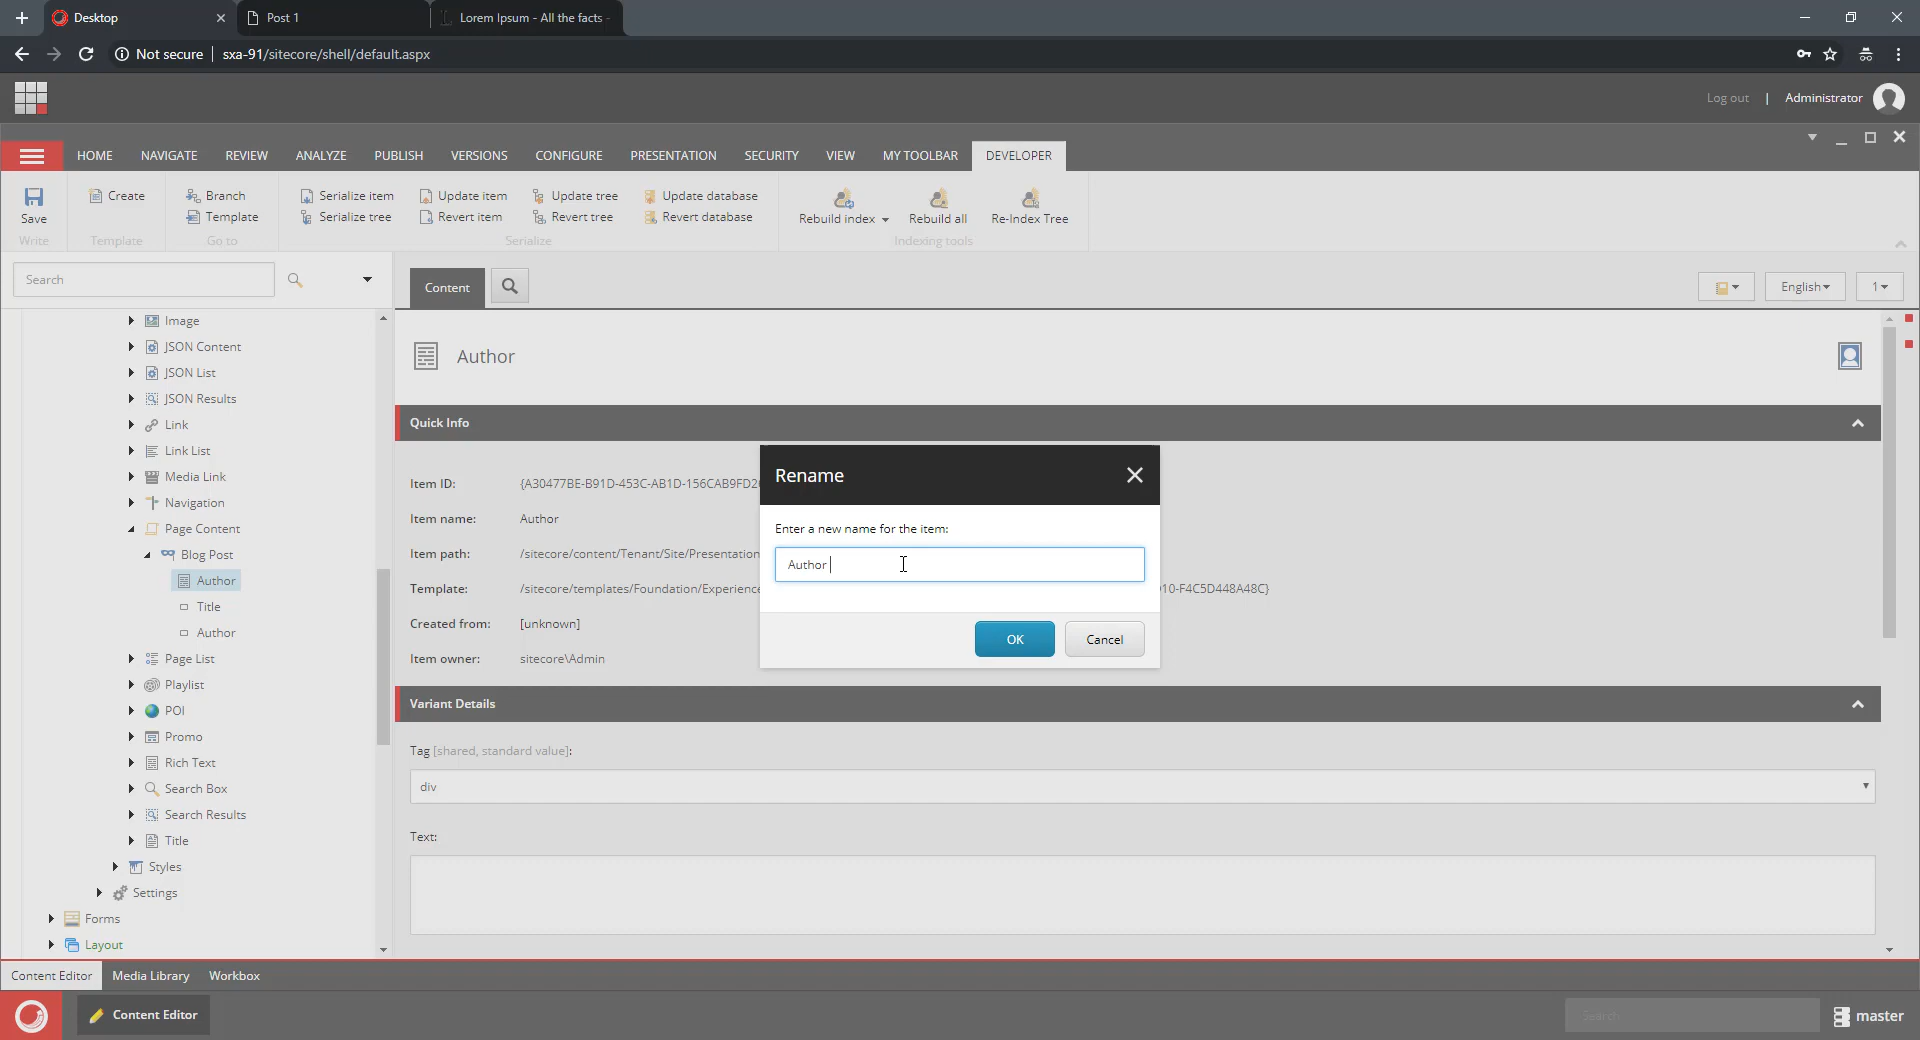 Desktop
Post 1
Lorem Ipsum - All the facts -
Not secure
sxa-91/sitecore/shell/default.aspx
Log out | Administrator
HOME NAVIGATE REVIEW ANALYZE PUBLISH VERSIONS CONFIGURE PRESENTATION SECURITY VIEW MY TOOLBAR DEVELOPER
Create Branch Serialize item Update item Update tree Update database
Save Template Serialize tree Revert item Revert tree Revert database Rebuild index Rebuild all Re-Index Tree
Write Template Go to Serialize Indexing tools
Search
Content
English
1
Image
JSON Content
JSON List
JSON Results
Link
Link List
Media Link
Navigation
Page Content
Blog Post
Author
Title
Author
Page List
Playlist
POI
Promo
Rich Text
Search Box
Search Results
Title
Styles
Settings
Forms
Layout
Author
Quick Info
Item ID: {A30477BE-B91D-453C-AB1D-156CAB9FD2
Item name: Author
Item path: /sitecore/content/Tenant/Site/Presentation
Template: /sitecore/templates/Foundation/Experience 10-F4C5D448A48C}
Created from: [unknown]
Item owner: sitecore\Admin
Rename
Enter a new name for the item:
Author
OK
Cancel
Variant Details
Tag [shared, standard value]:
div
Text:
Content Editor Media Library Workbox
Content Editor
Search
master